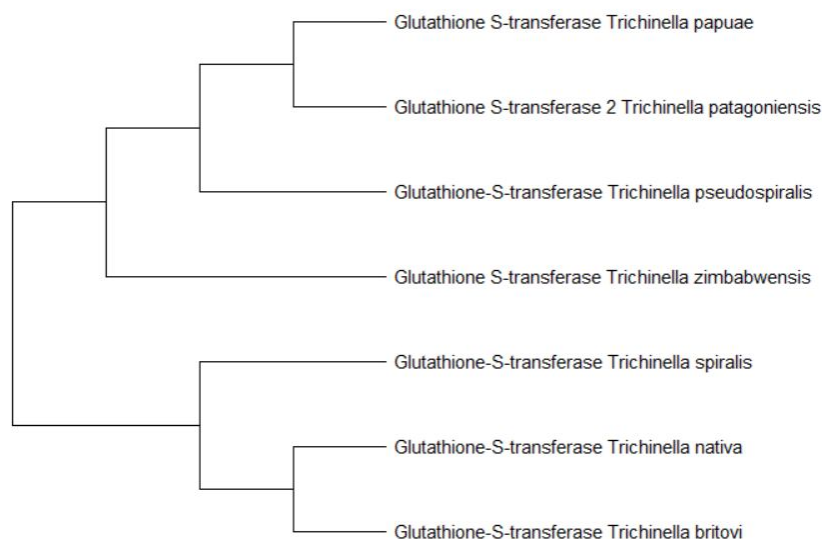 Glutathione S-transferase Trichinella papuae
Glutathione S-transferase 2 Trichinella patagoniensis
Glutathione-S-transferase Trichinella pseudospiralis
Glutathione S-transferase Trichinella zimbabwensis
Glutathione-S-transferase Trichinella spiralis
Glutathione-S-transferase Trichinella nativa
Glutathione-S-transferase Trichinella britovi